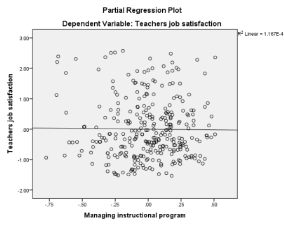 Partial Regression Plot
Dependent Variable: Teachers job satisfaction
R² Linear = 1.167E-4
Teachers job satisfaction
3.00
2.00
1.00
.00
-1.00
-2.00
-.75
-.50
-.25
.00
.25
.50
Managing instructional program